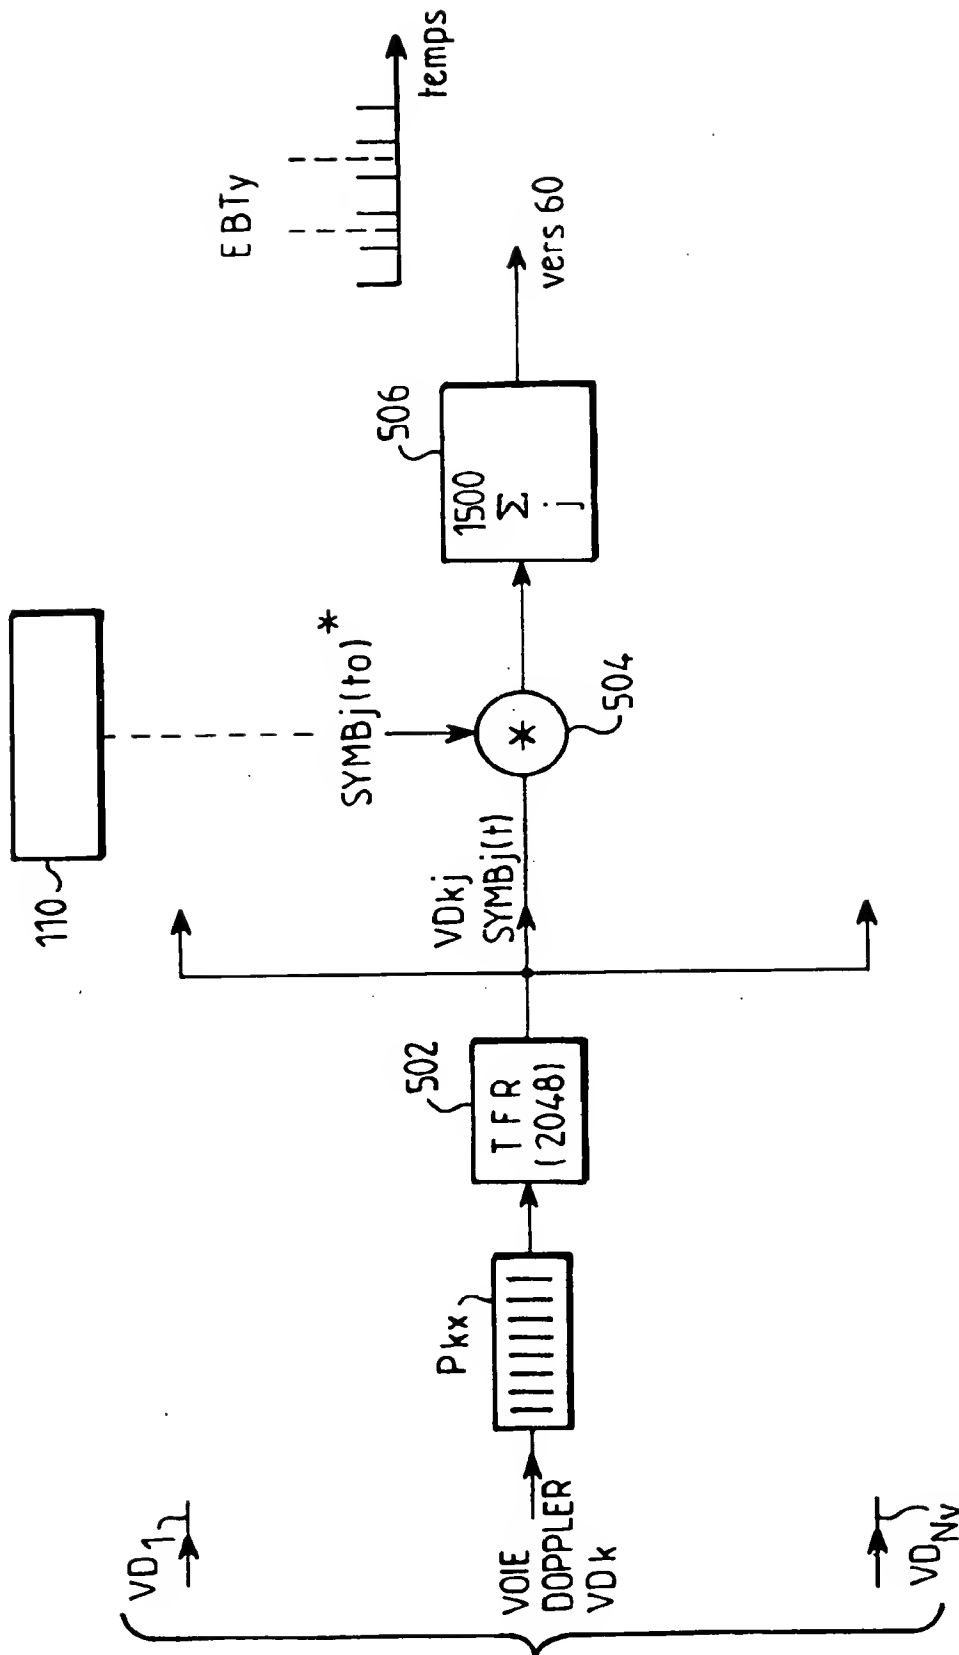 VD1
VOIE
DOPPLER
VDk
VDNv
Pkx
502
TFR
(2048)
VDkj
SYMBj(t)
110
SYMBj(to)*
*
504
506
1500
Σ
j
vers 60
EBTy
temps